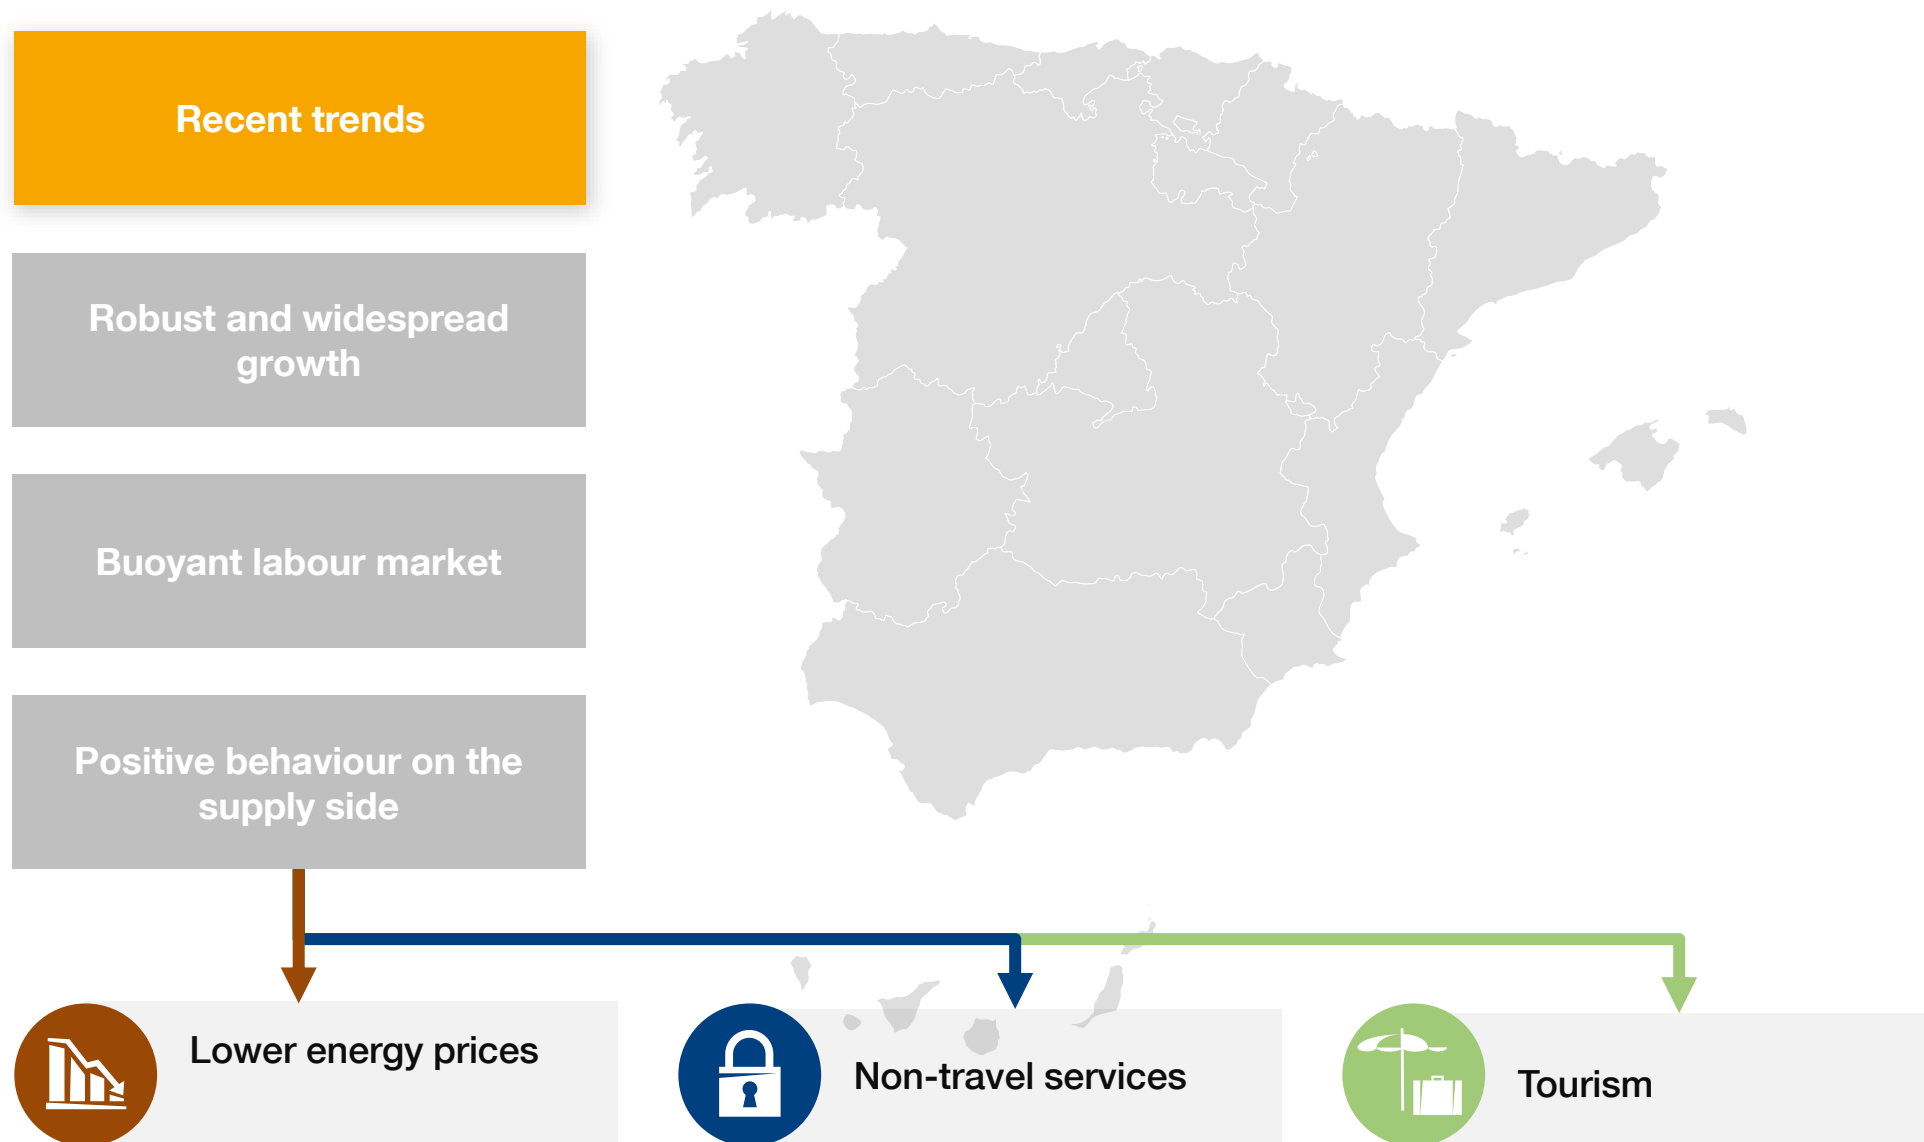 Recent trends
Robust and widespread
growth
Buoyant labour market
Positive behaviour on the
supply side
Lower energy prices
Non-travel services
Tourism